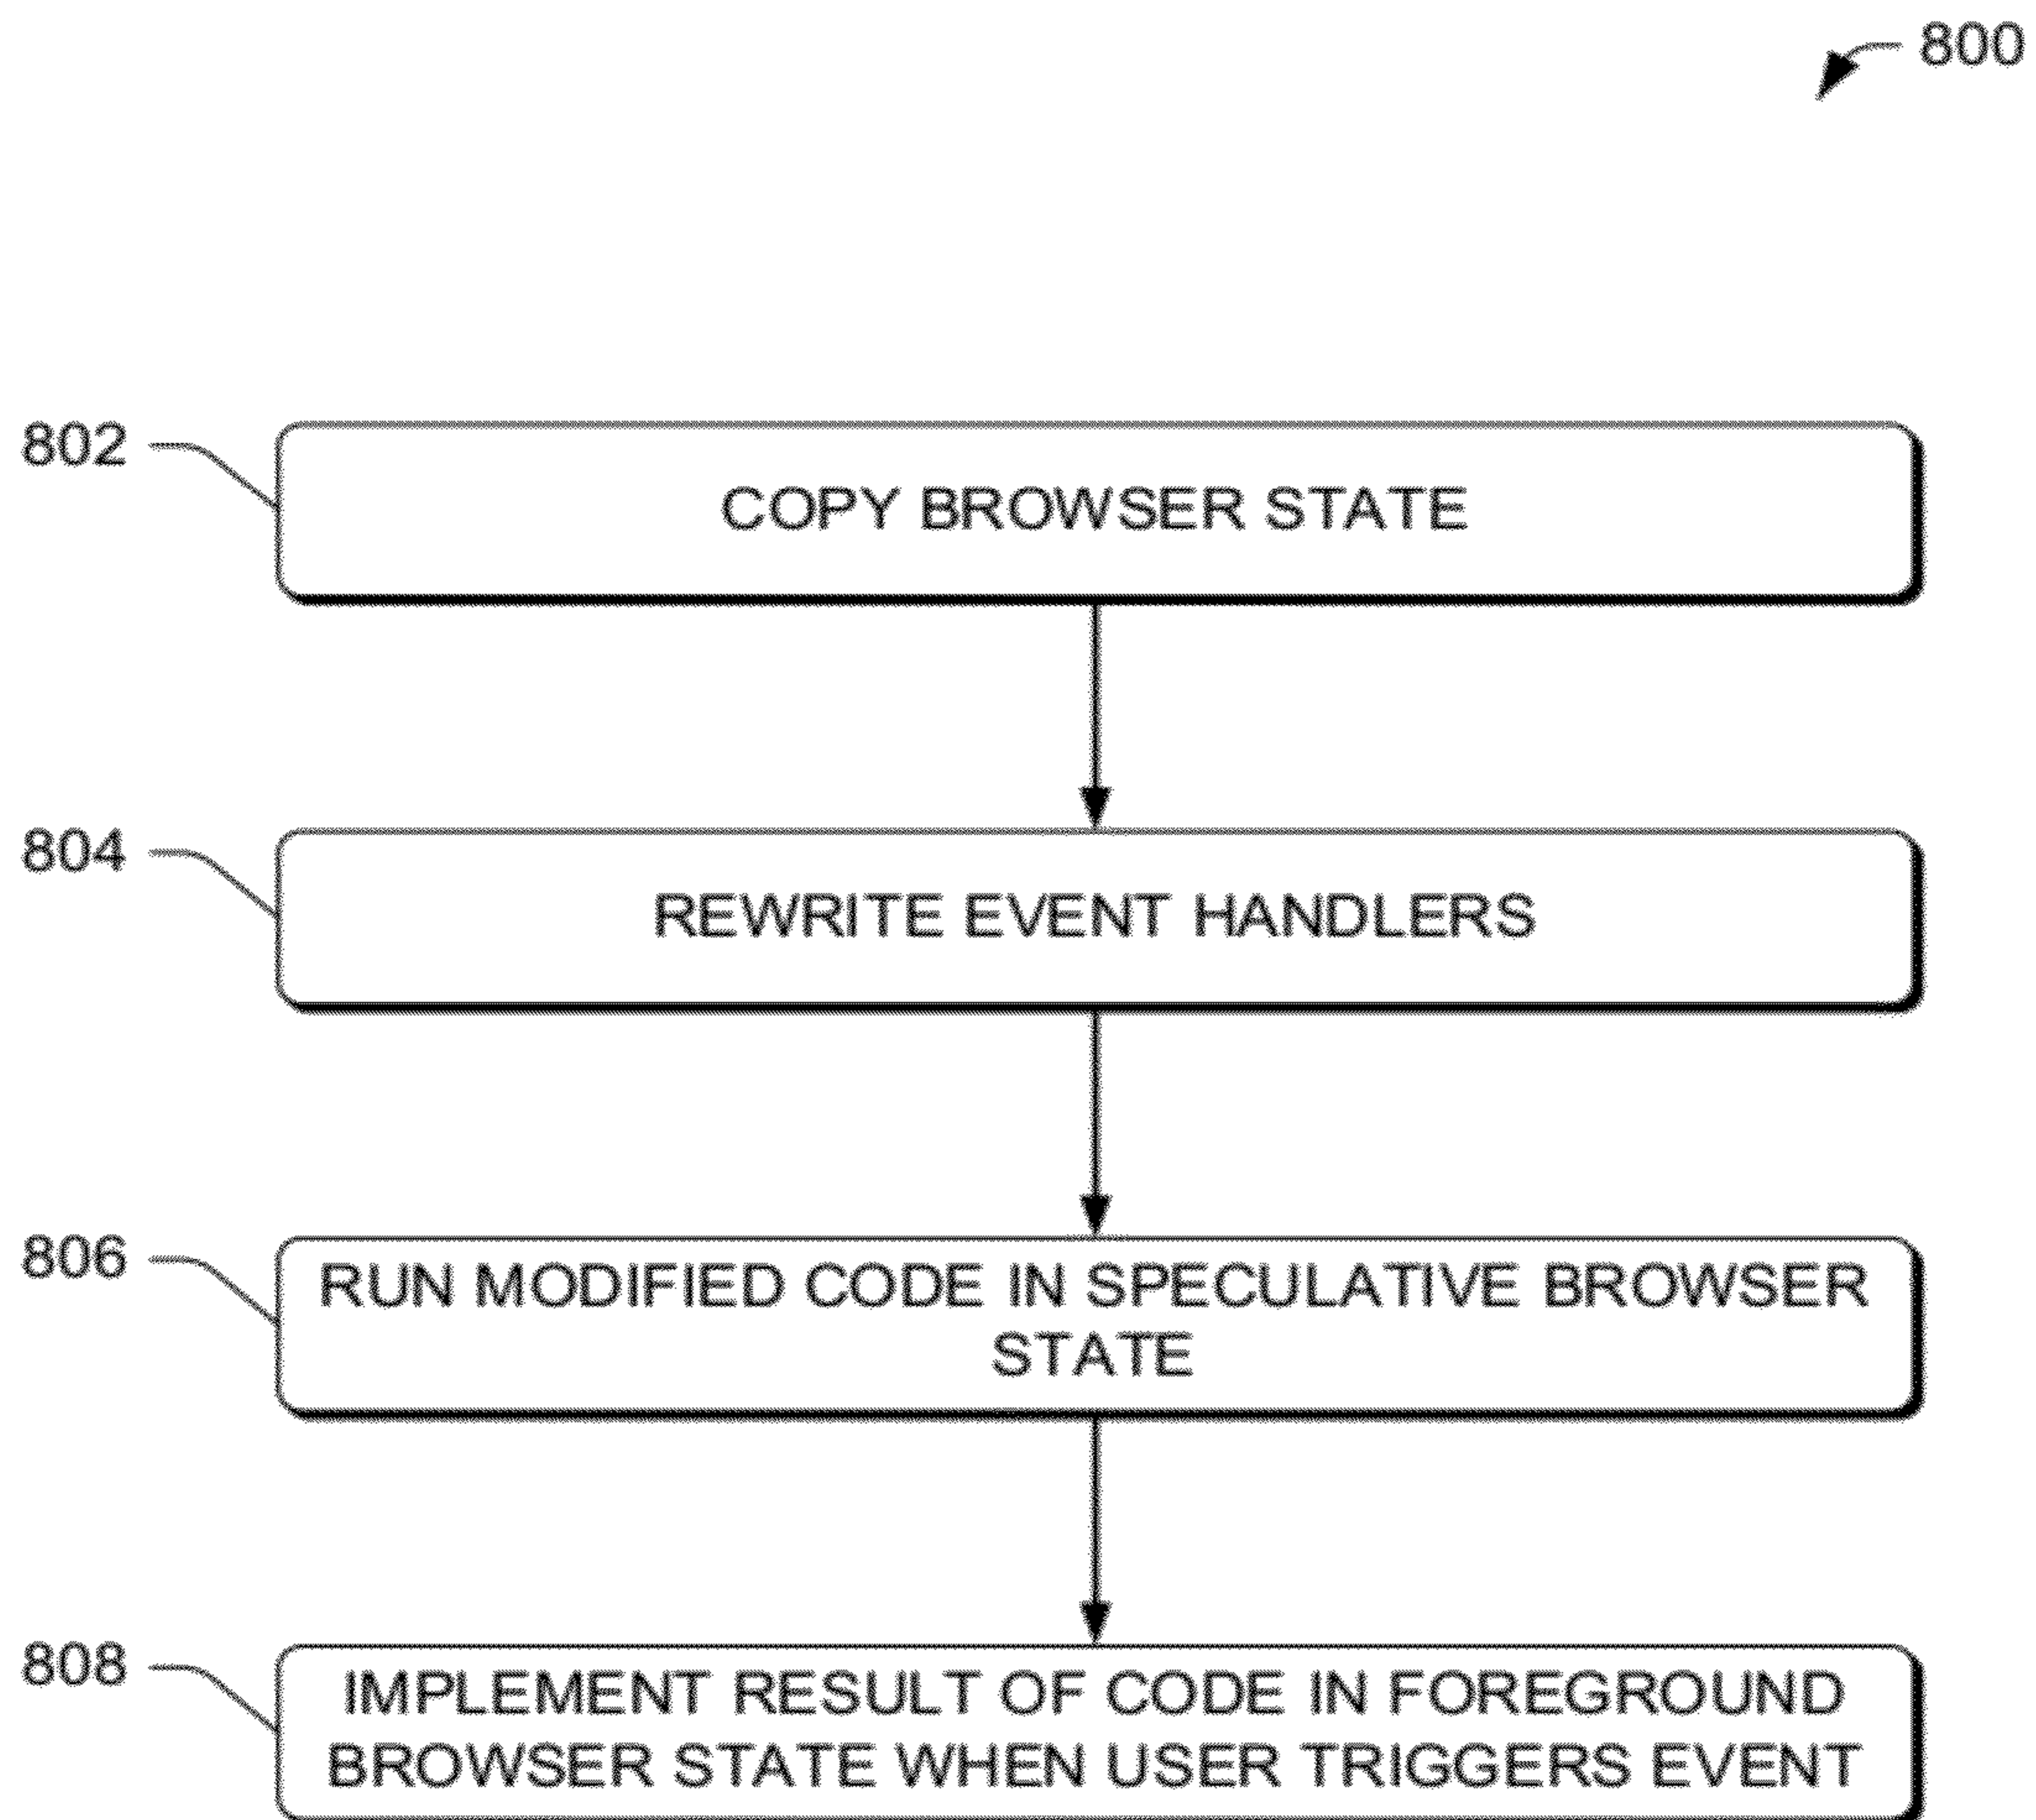 800
802
COPY BROWSER STATE
804
REWRITE EVENT HANDLERS
806
RUN MODIFIED CODE IN SPECULATIVE BROWSER
STATE
808
IMPLEMENT RESULT OF CODE IN FOREGROUND
BROWSER STATE WHEN USER TRIGGERS EVENT